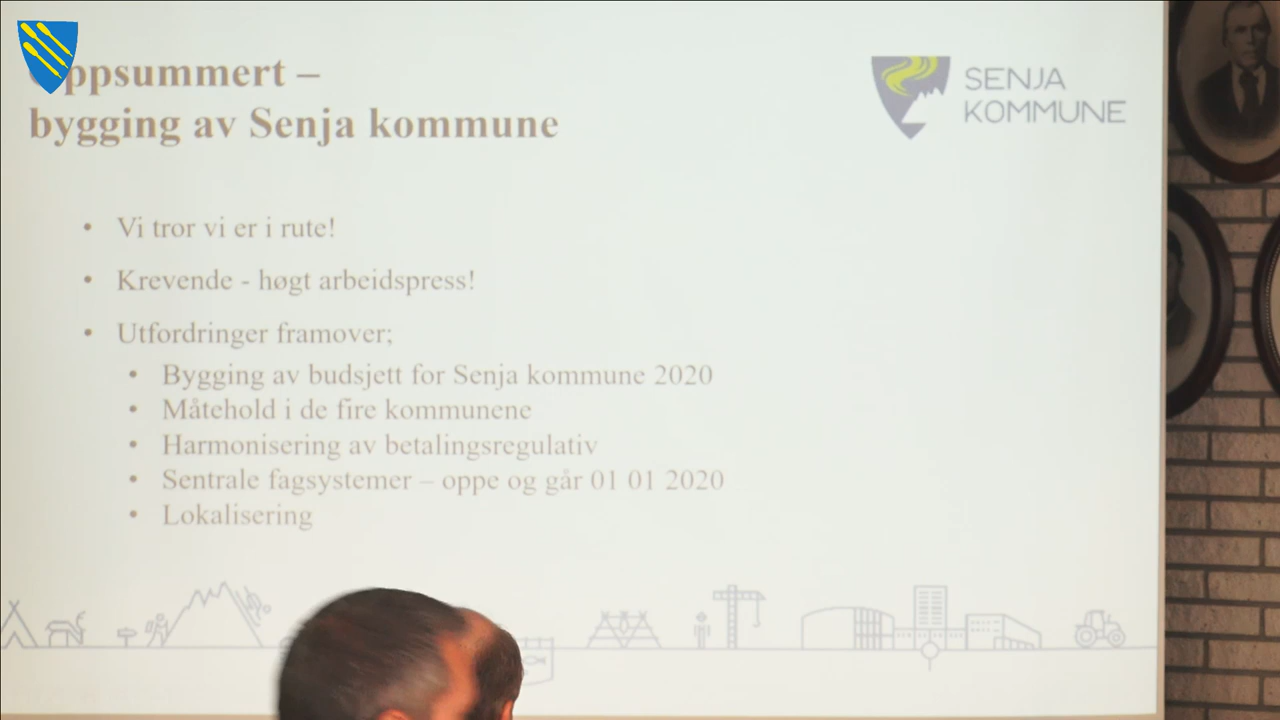 Oppsummert –
bygging av Senja kommune
SENJA
KOMMUNE
• Vi tror vi er i rute!
• Krevende - høgt arbeidspress!
• Utfordringer framover;
• Bygging av budsjett for Senja kommune 2020
• Måtehold i de fire kommunene
• Harmonisering av betalingsregulativ
• Sentrale fagsystemer – oppe og går 01 01 2020
• Lokalisering